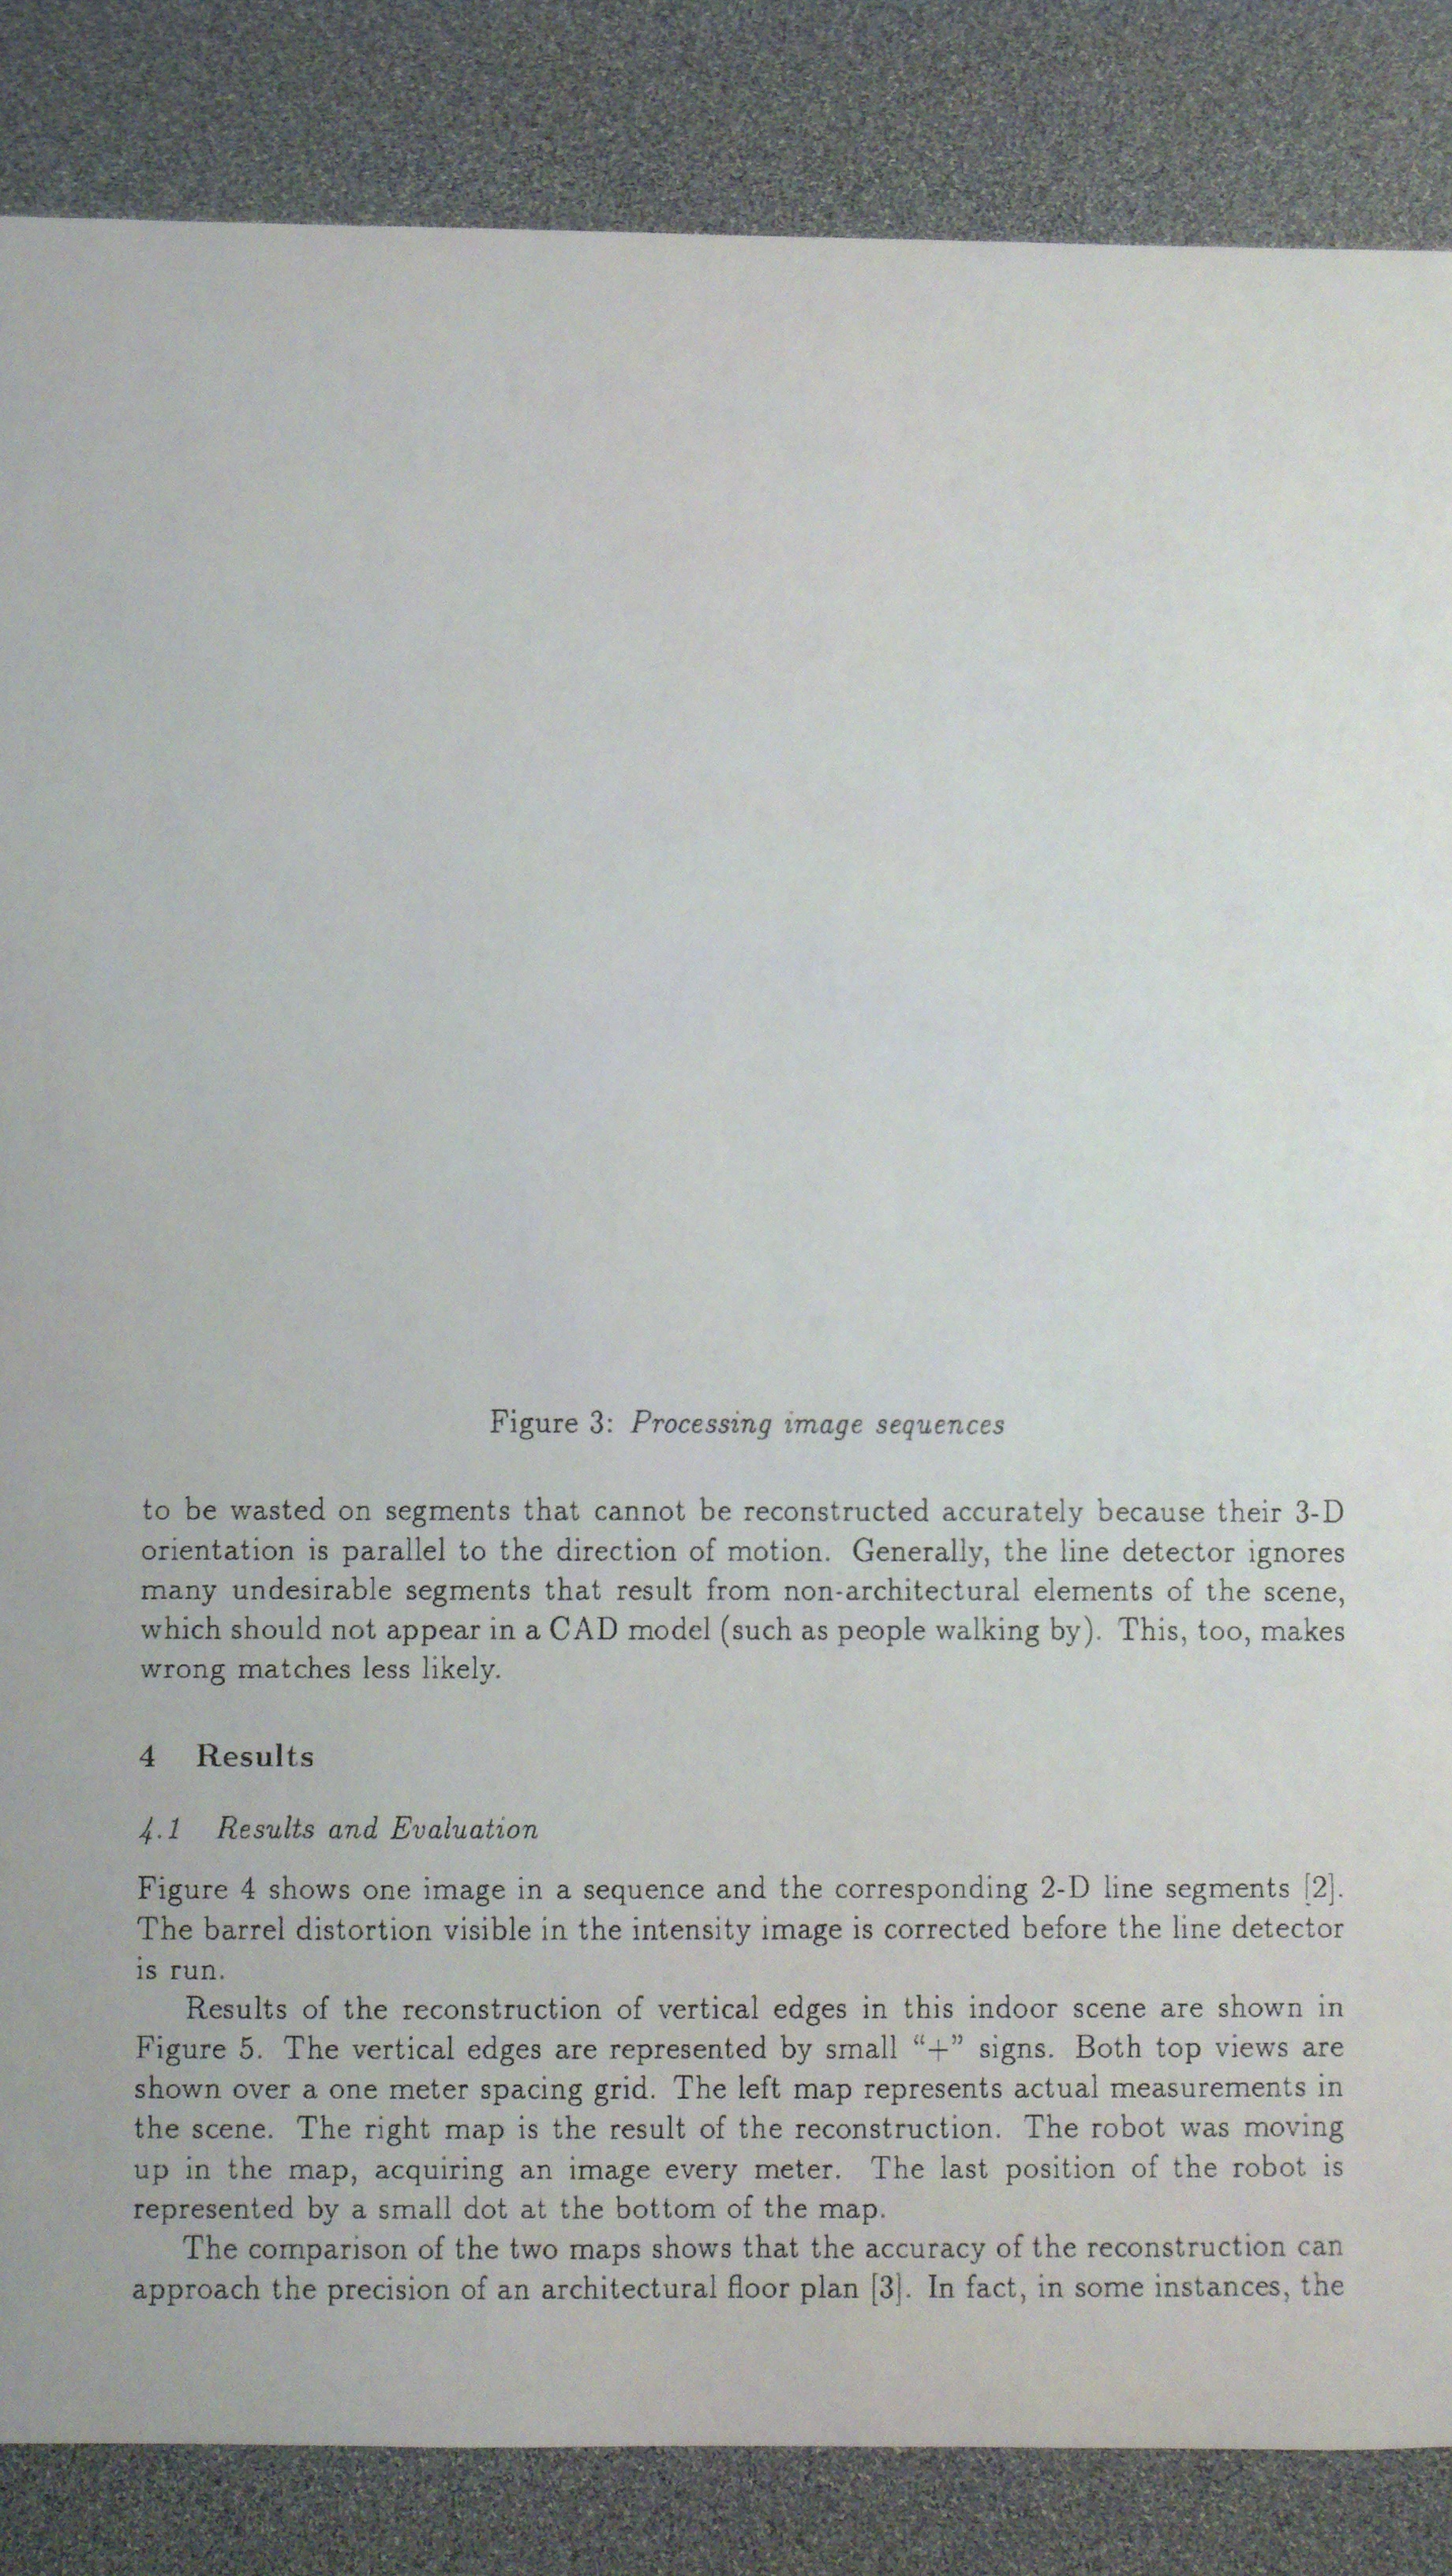 Figure 3: Processing image sequences
to be wasted on segments that cannot be reconstructed accurately because their 3-D
orientation is parallel to the direction of motion. Generally, the line detector ignores
many undesirable segments that result from non-architectural elements of the scene,
which should not appear in a CAD model (such as people walking by). This, too, makes
wrong matches less likely.
4 Results
4.1 Results and Evaluation
Figure 4 shows one image in a sequence and the corresponding 2-D line segments [2].
The barrel distortion visible in the intensity image is corrected before the line detector
is run.
Results of the reconstruction of vertical edges in this indoor scene are shown in
Figure 5. The vertical edges are represented by small “+” signs. Both top views are
shown over a one meter spacing grid. The left map represents actual measurements in
the scene. The right map is the result of the reconstruction. The robot was moving
up in the map, acquiring an image every meter. The last position of the robot is
represented by a small dot at the bottom of the map.
The comparison of the two maps shows that the accuracy of the reconstruction can
approach the precision of an architectural floor plan [3]. In fact, in some instances, the